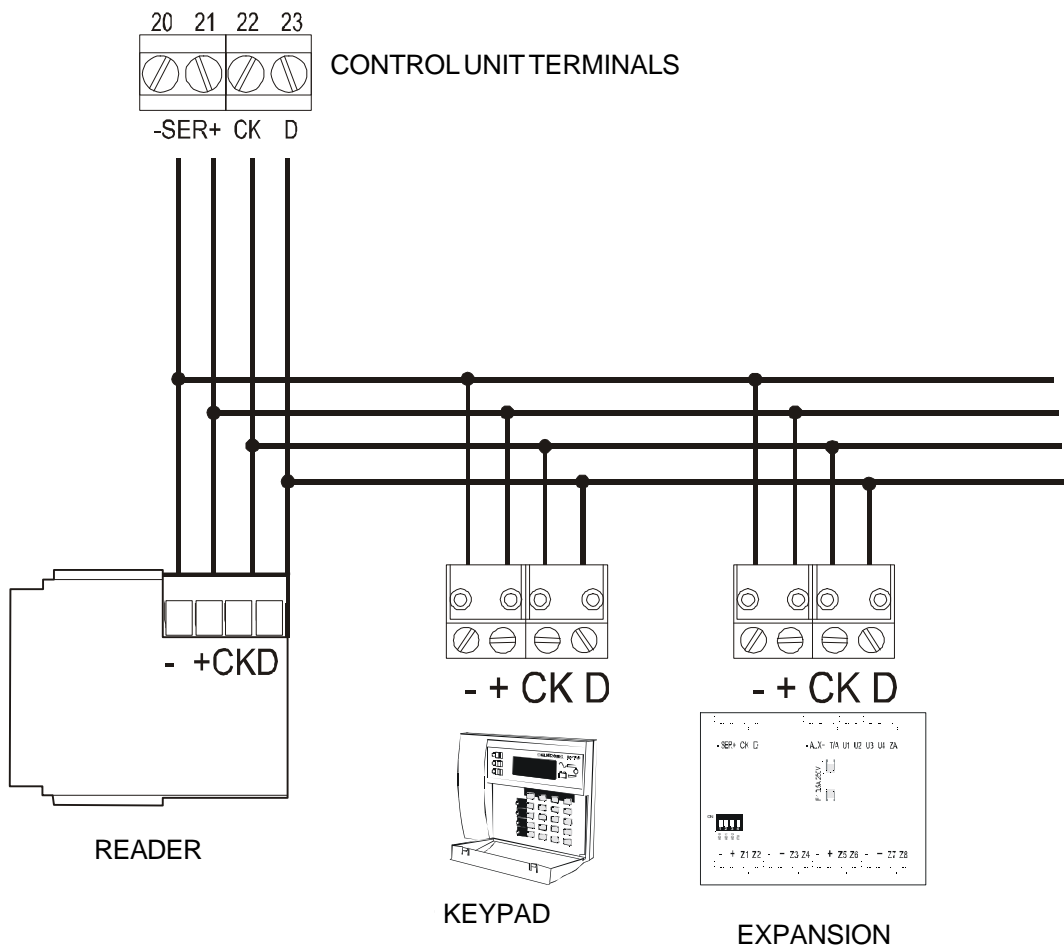 20 21 22 23
CONTROL UNIT TERMINALS
-SER+ CK D
- +CKD
- + CK D
- + CK D
- SER+ CK D
T/A U1 U2 U3 U4 ZA
ON
- + Z1 Z2 - - Z3 Z4 - + Z5 Z6 - - Z7 Z8
READER
KEYPAD
EXPANSION